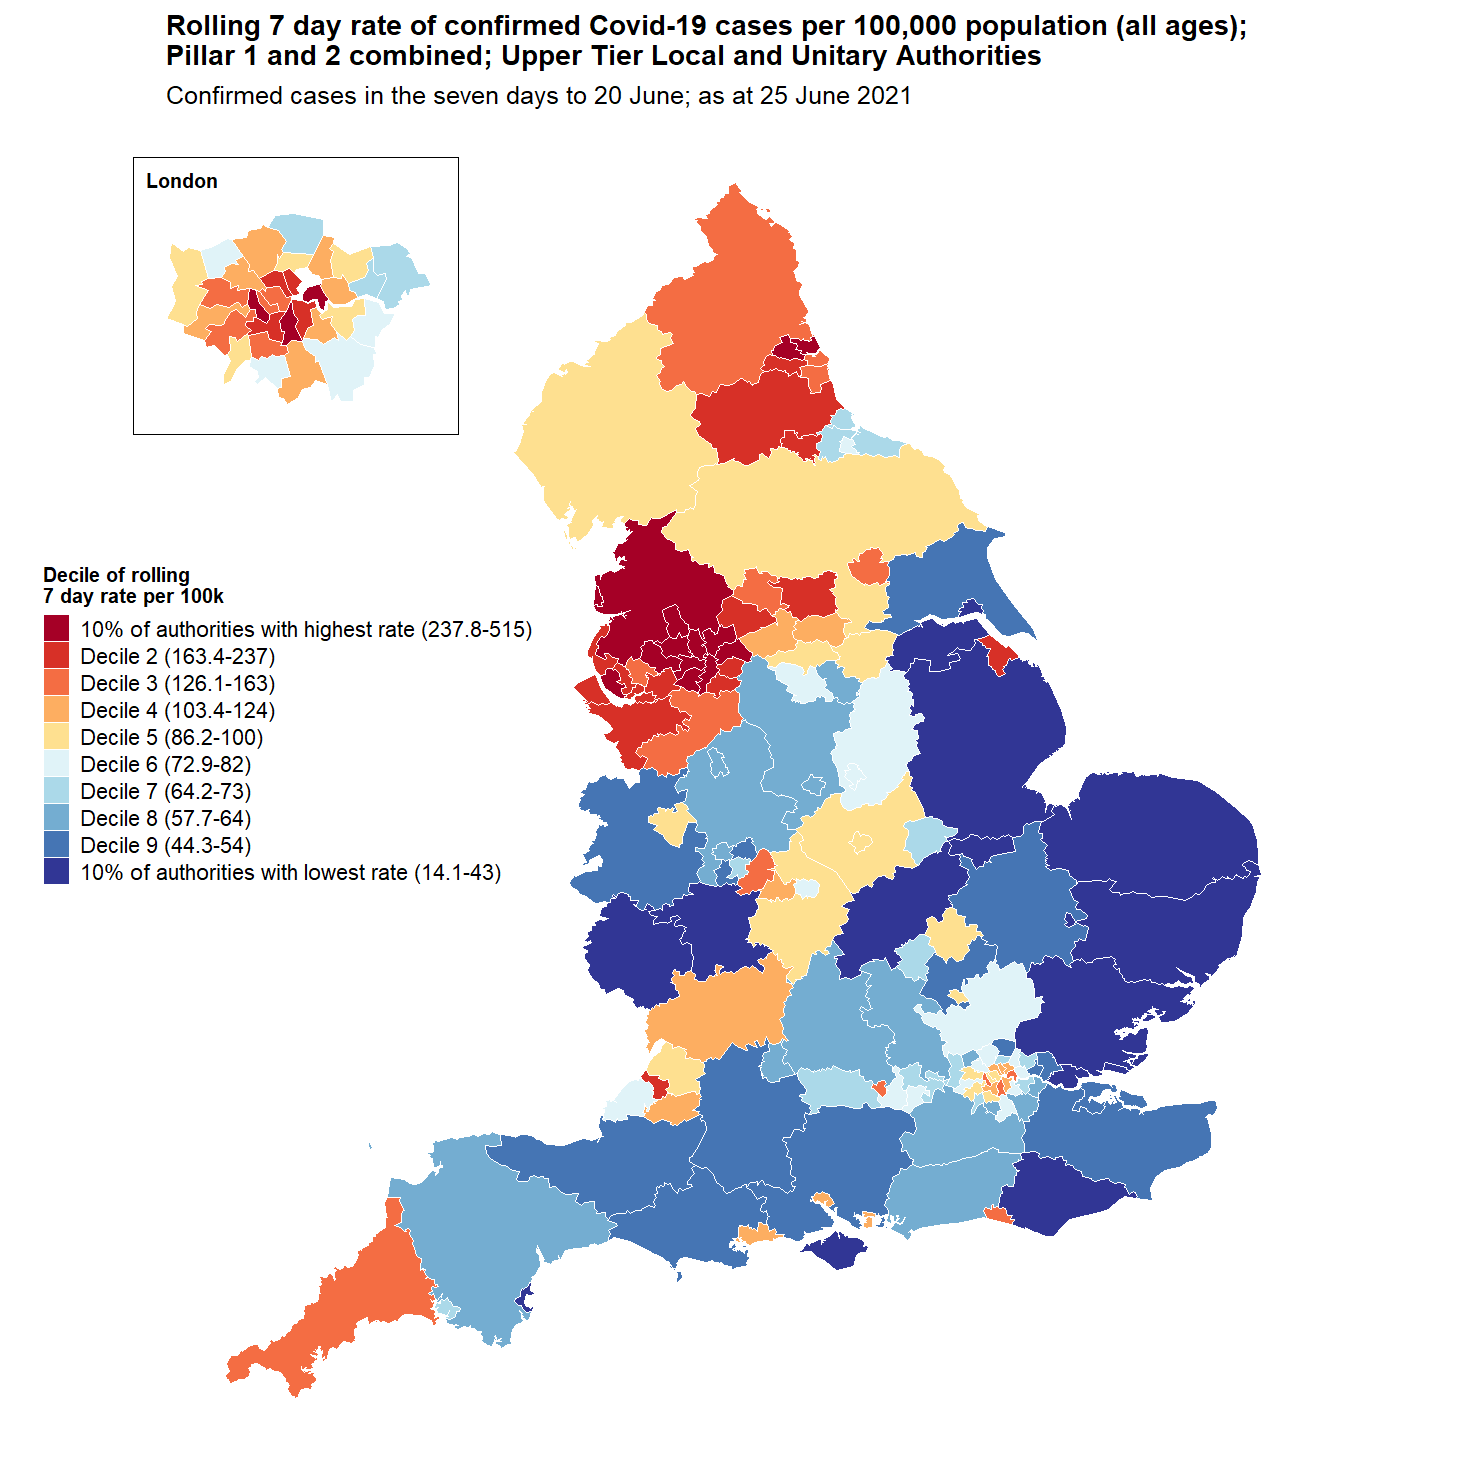 Rolling 7 day rate of confirmed Covid-19 cases per 100,000 population (all ages);
Pillar 1 and 2 combined; Upper Tier Local and Unitary Authorities
Confirmed cases in the seven days to 20 June; as at 25 June 2021
London
Decile of rolling
7 day rate per 100k
10% of authorities with highest rate (237.8-515)
Decile 2 (163.4-237)
Decile 3 (126.1-163)
Decile 4 (103.4-124)
Decile 5 (86.2-100)
Decile 6 (72.9-82)
Decile 7 (64.2-73)
Decile 8 (57.7-64)
Decile 9 (44.3-54)
10% of authorities with lowest rate (14.1-43)